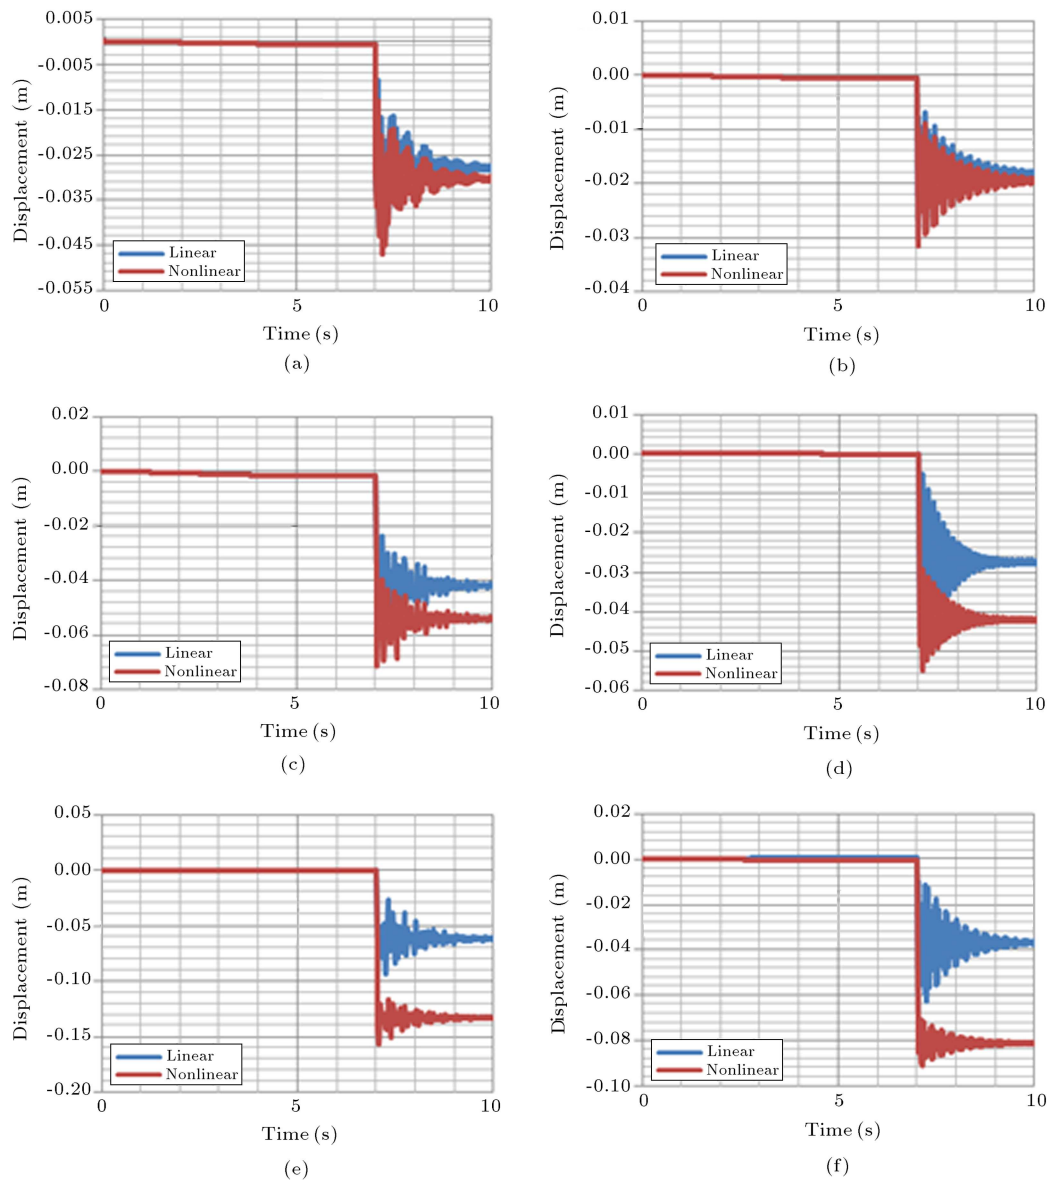 0.005
-0.005
-0.015
-0.025
-0.035
-0.045
-0.055
Displacement (m)
Linear
Nonlinear
0
5
10
Time (s)
(a)
0.01
0.00
-0.01
-0.02
-0.03
-0.04
Displacement (m)
Linear
Nonlinear
0
5
10
Time (s)
(b)
0.02
0.00
-0.02
-0.04
-0.06
-0.08
Displacement (m)
Linear
Nonlinear
0
5
10
Time (s)
(c)
0.01
0.00
-0.01
-0.02
-0.03
-0.04
-0.05
-0.06
Displacement (m)
Linear
Nonlinear
0
5
10
Time (s)
(d)
0.05
0.00
-0.05
-0.10
-0.15
-0.20
Displacement (m)
Linear
Nonlinear
0
5
10
Time (s)
(e)
0.02
0.00
-0.02
-0.04
-0.06
-0.08
-0.10
Displacement (m)
Linear
Nonlinear
0
5
10
Time (s)
(f)